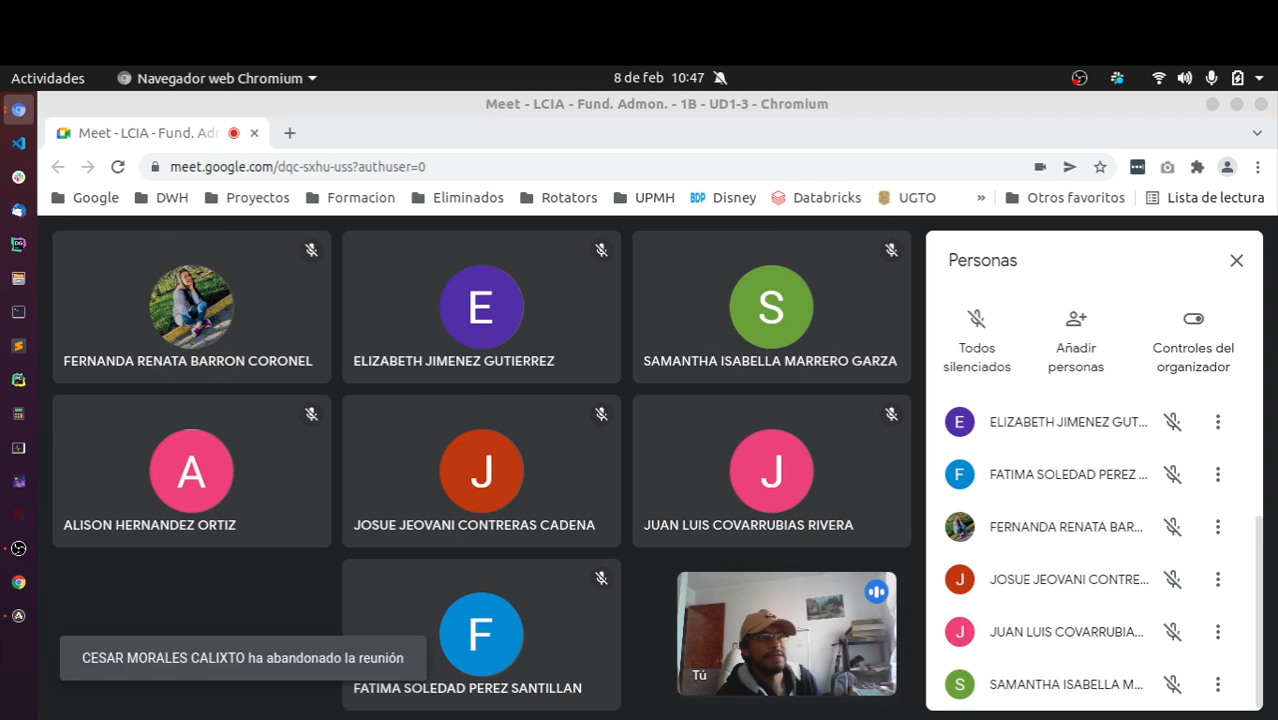 Actividades
Navegador web Chromium
8 de feb 10:47
Meet - LCIA - Fund. Admon. - 1B - UD1-3 - Chromium
Meet - LCIA - Fund. Adm
meet.google.com/dqc-sxhu-uss?authuser=0
Google DWH Proyectos Formacion Eliminados Rotators UPMH BDP Disney Databricks UGTO » Otros favoritos Lista de lectura
FERNANDA RENATA BARRON CORONEL
E
ELIZABETH JIMENEZ GUTIERREZ
S
SAMANTHA ISABELLA MARRERO GARZA
A
ALISON HERNANDEZ ORTIZ
J
JOSUE JEOVANI CONTRERAS CADENA
J
JUAN LUIS COVARRUBIAS RIVERA
F
FATIMA SOLEDAD PEREZ SANTILLAN
Tú
CESAR MORALES CALIXTO ha abandonado la reunión
Personas
Todos
silenciados
Añadir
personas
Controles del
organizador
E ELIZABETH JIMENEZ GUT...
F FATIMA SOLEDAD PEREZ ...
FERNANDA RENATA BAR...
J JOSUE JEOVANI CONTRE...
J JUAN LUIS COVARRUBIA...
S SAMANTHA ISABELLA M...